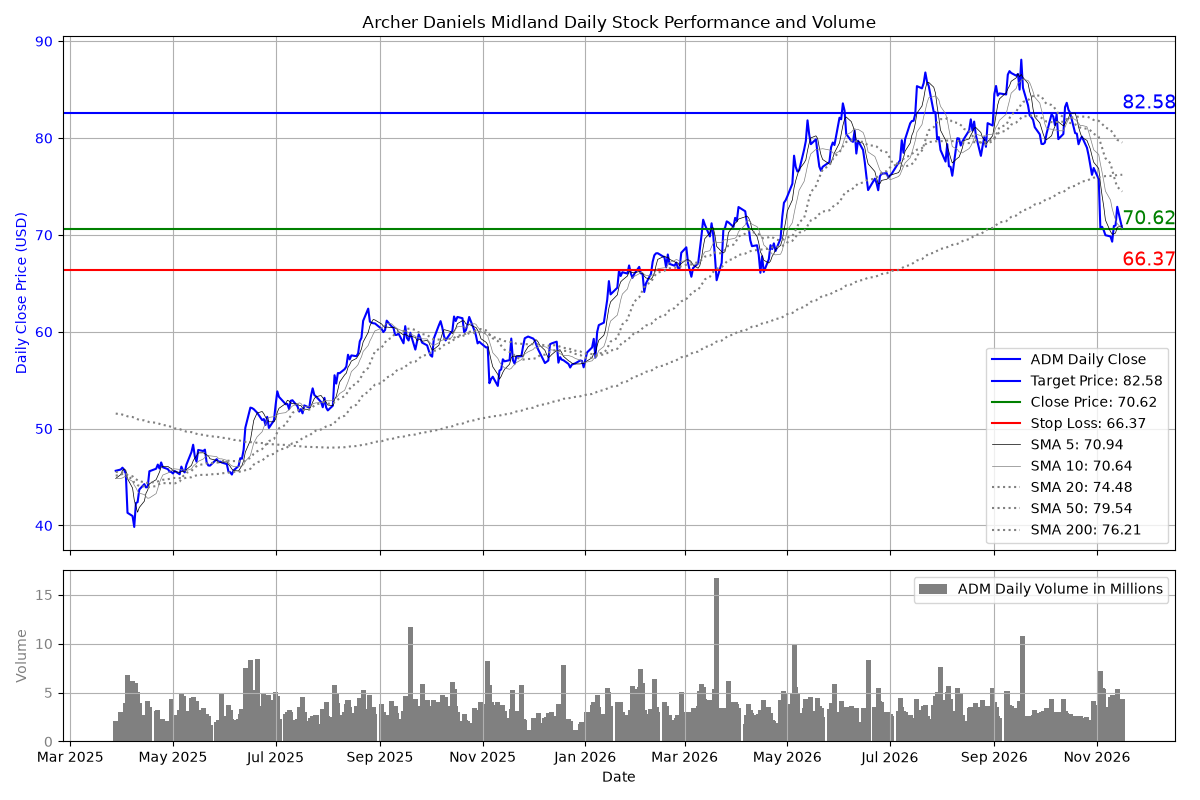 Archer Daniels Midland Daily Stock Performance and Volume
Daily Close Price (USD)
90
80
70
60
50
40
82.58
70.62
66.37
ADM Daily Close
Target Price: 82.58
Close Price: 70.62
Stop Loss: 66.37
SMA 5: 70.94
SMA 10: 70.64
SMA 20: 74.48
SMA 50: 79.54
SMA 200: 76.21
Volume
15
10
5
0
ADM Daily Volume in Millions
Mar 2025 May 2025 Jul 2025 Sep 2025 Nov 2025 Jan 2026 Mar 2026 May 2026 Jul 2026 Sep 2026 Nov 2026
Date